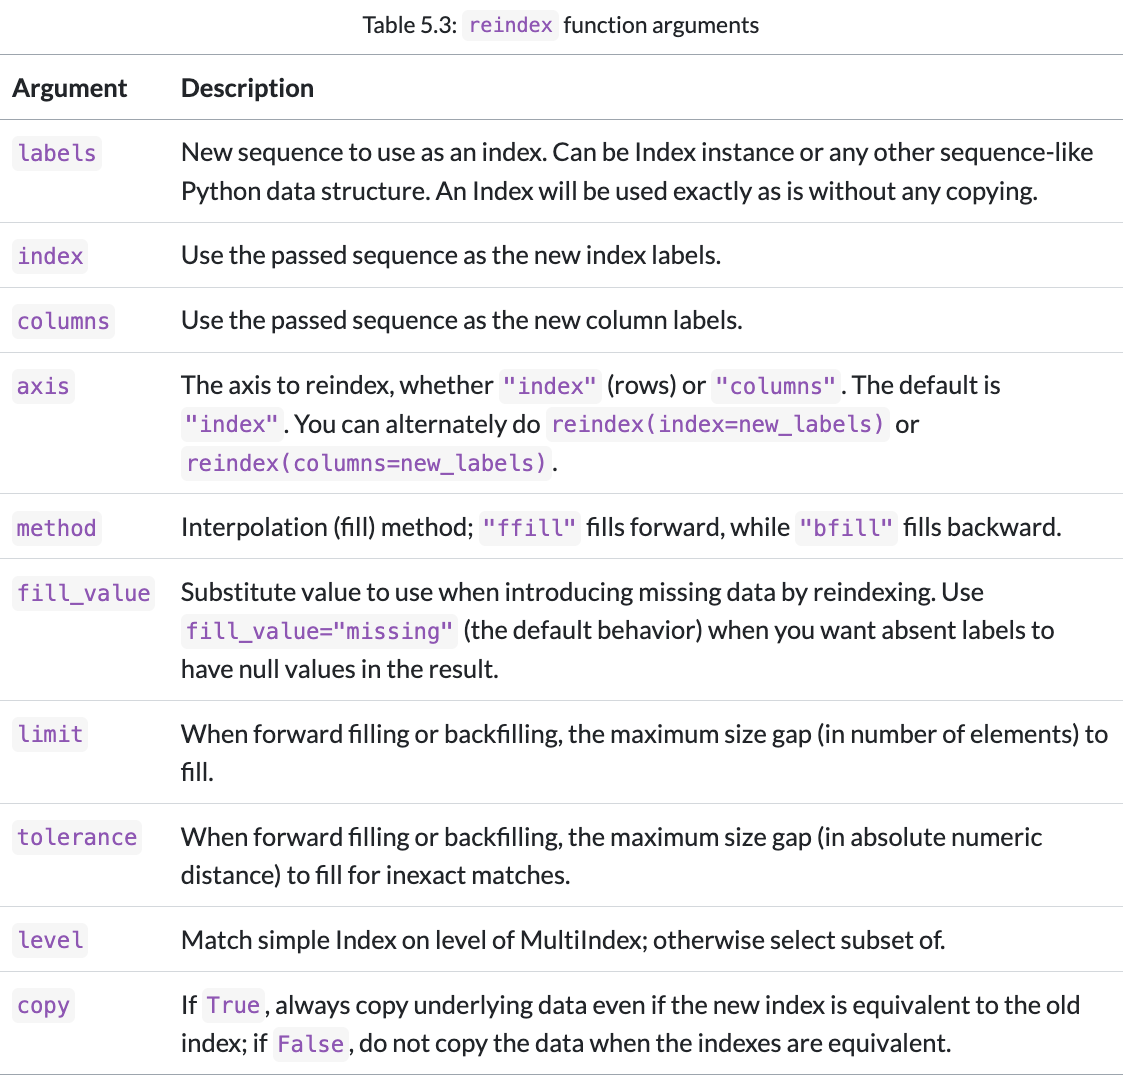 Table 5.3: reindex function arguments
Argument Description
labels New sequence to use as an index. Can be Index instance or any other sequence-like
Python data structure. An Index will be used exactly as is without any copying.
index Use the passed sequence as the new index labels.
columns Use the passed sequence as the new column labels.
axis The axis to reindex, whether "index" (rows) or "columns". The default is
"index". You can alternately do reindex(index=new_labels) or
reindex(columns=new_labels).
method Interpolation (fill) method; "ffill" fills forward, while "bfill" fills backward.
fill_value Substitute value to use when introducing missing data by reindexing. Use
fill_value="missing" (the default behavior) when you want absent labels to
have null values in the result.
limit When forward filling or backfilling, the maximum size gap (in number of elements) to
fill.
tolerance When forward filling or backfilling, the maximum size gap (in absolute numeric
distance) to fill for inexact matches.
level Match simple Index on level of MultiIndex; otherwise select subset of.
copy If True, always copy underlying data even if the new index is equivalent to the old
index; if False, do not copy the data when the indexes are equivalent.